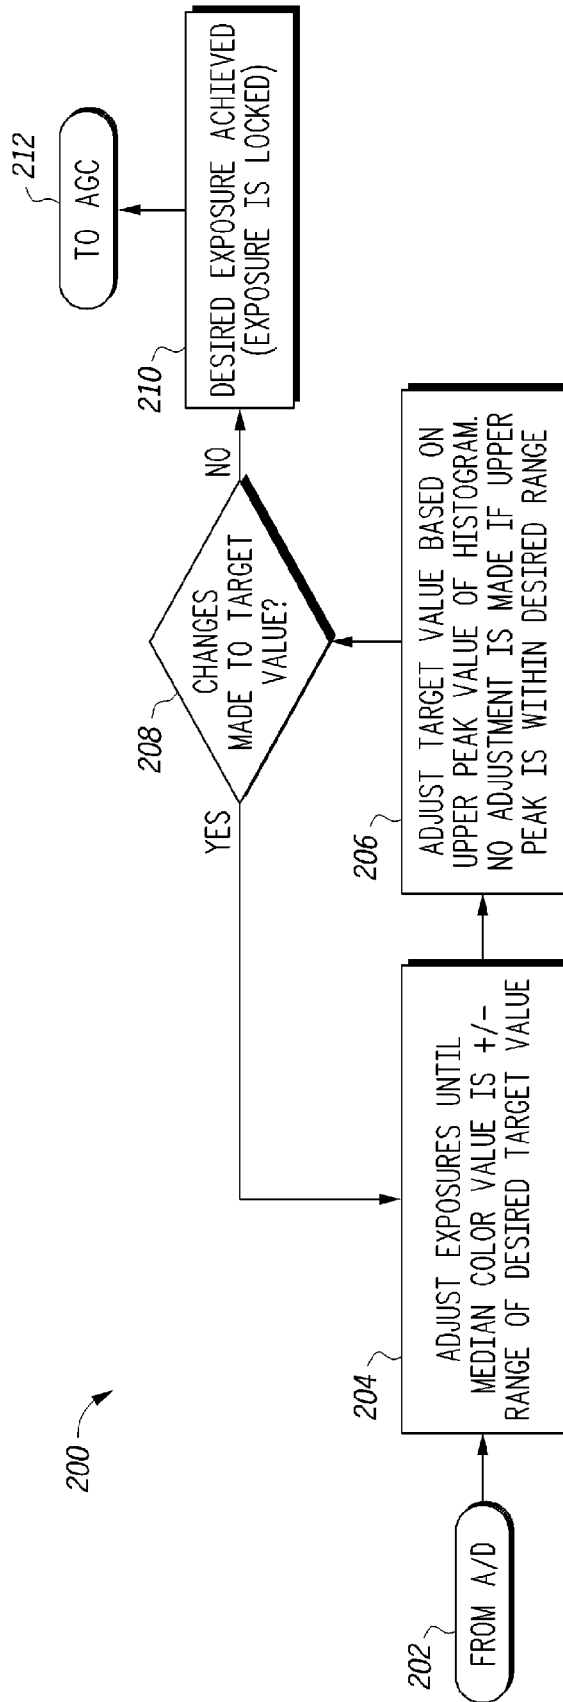 200
202
FROM A/D
204
ADJUST EXPOSURES UNTIL
MEDIAN COLOR VALUE IS +/-
RANGE OF DESIRED TARGET VALUE
206
ADJUST TARGET VALUE BASED ON
UPPER PEAK VALUE OF HISTOGRAM.
NO ADJUSTMENT IS MADE IF UPPER
PEAK IS WITHIN DESIRED RANGE
208
CHANGES
MADE TO TARGET
VALUE?
YES
NO
210
DESIRED EXPOSURE ACHIEVED
(EXPOSURE IS LOCKED)
212
TO AGC